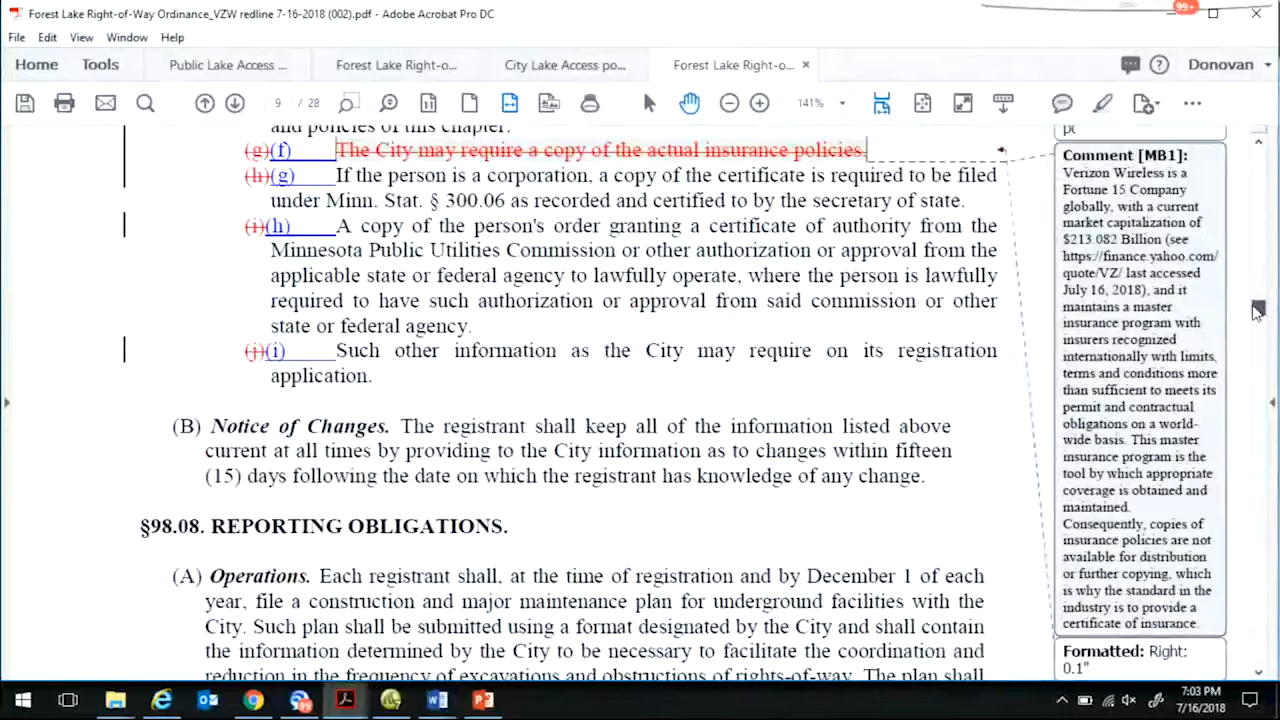 Forest Lake Right-of-Way Ordinance_VZW redline 7-16-2018 (002).pdf - Adobe Acrobat Pro DC
99+
File Edit View Window Help
Home Tools Public Lake Access ... Forest Lake Right-o... City Lake Access po... Forest Lake Right-o... × Donovan
9 / 28 141%
and policies of this chapter.
(g)(f) The City may require a copy of the actual insurance policies.
(h)(g) If the person is a corporation, a copy of the certificate is required to be filed
under Minn. Stat. § 300.06 as recorded and certified to by the secretary of state.
(i)(h) A copy of the person's order granting a certificate of authority from the
Minnesota Public Utilities Commission or other authorization or approval from the
applicable state or federal agency to lawfully operate, where the person is lawfully
required to have such authorization or approval from said commission or other
state or federal agency.
(j)(i) Such other information as the City may require on its registration
application.
(B) Notice of Changes. The registrant shall keep all of the information listed above
current at all times by providing to the City information as to changes within fifteen
(15) days following the date on which the registrant has knowledge of any change.
§98.08. REPORTING OBLIGATIONS.
(A) Operations. Each registrant shall, at the time of registration and by December 1 of each
year, file a construction and major maintenance plan for underground facilities with the
City. Such plan shall be submitted using a format designated by the City and shall contain
the information determined by the City to be necessary to facilitate the coordination and
reduction in the frequency of excavations and obstructions of rights-of-way. The plan shall
pt
Comment [MB1]:
Verizon Wireless is a
Fortune 15 Company
globally, with a current
market capitalization of
$213.082 Billion (see
https://finance.yahoo.com/
quote/VZ/ last accessed
July 16, 2018), and it
maintains a master
insurance program with
insurers recognized
internationally with limits,
terms and conditions more
than sufficient to meets its
permit and contractual
obligations on a world-
wide basis. This master
insurance program is the
tool by which appropriate
coverage is obtained and
maintained.
Consequently, copies of
insurance policies are not
available for distribution
or further copying, which
is why the standard in the
industry is to provide a
certificate of insurance.
Formatted: Right:
0.1"
7:03 PM
7/16/2018